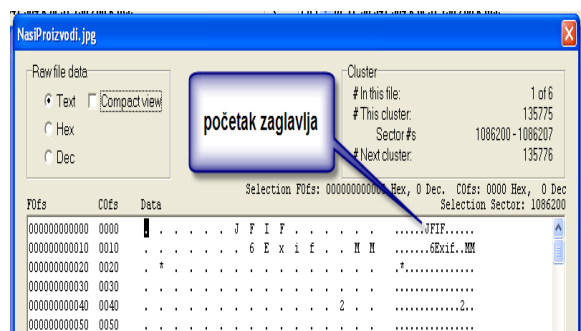 NasiProizvodi.jpg
Raw file data
Text
Compact view
Hex
Dec
početak zaglavlja
Cluster
# In this file: 1 of 6
# This cluster: 135775
Sector #s 1086200 - 1086207
# Next cluster: 135776
Selection FOfs: 000000000000 Hex, 0 Dec. COfs: 0000 Hex, 0 Dec
Selection Sector: 1086200
FOfs COfs Data
000000000000 0000 . . . . . . J F I F . . . . . . ......JFIF......
000000000010 0010 . . . . . . . 6 E x i f . . M M .......6Exif..MM
000000000020 0020 . * . . . . . . . . . . . . . . .*..............
000000000030 0030 . . . . . . . . . . . . . . . . ................
000000000040 0040 . . . . . . . . . . . . . 2 . . .............2..
000000000050 0050 . . . . . . . . . . . . . . . . ................